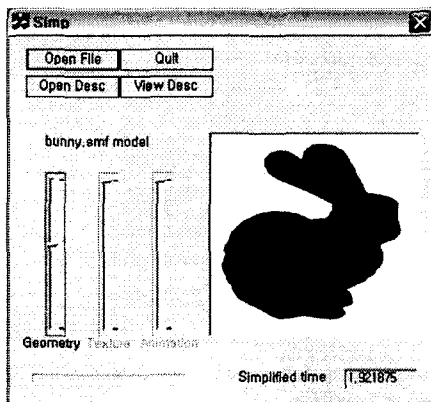 Simp
Open File Quit
Open Desc View Desc
bunny.smf model
Geometry Texture Animation
Simplified time 1.921875